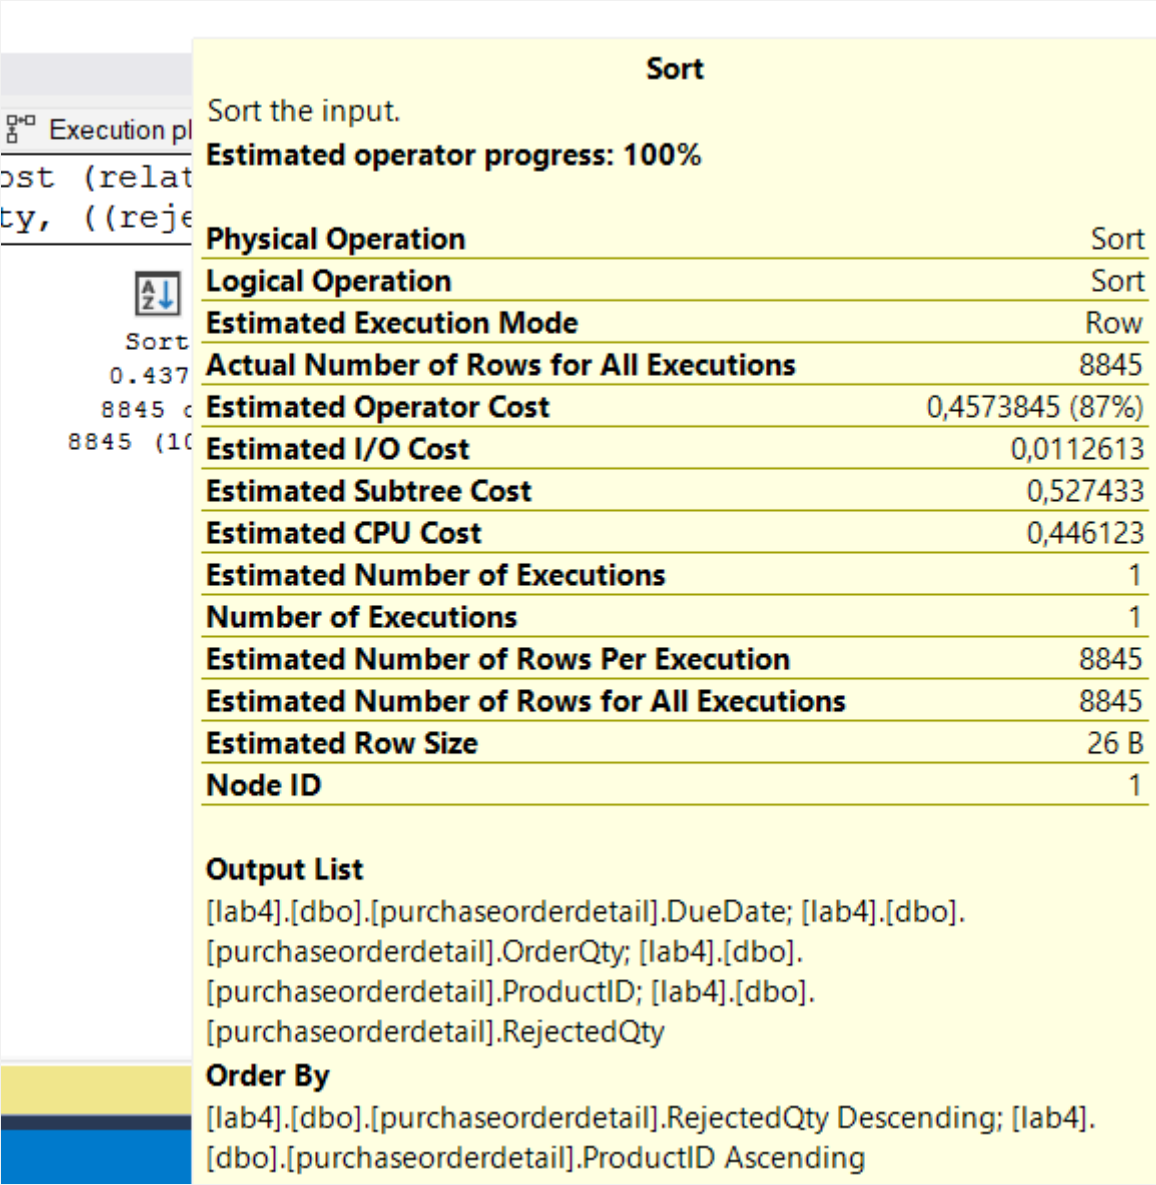 Sort
Sort the input.
Estimated operator progress: 100%
Execution pl
ost (relat
ty, ((reje
Sort
0.437
8845 o
8845 (10
Physical Operation Sort
Logical Operation Sort
Estimated Execution Mode Row
Actual Number of Rows for All Executions 8845
Estimated Operator Cost 0,4573845 (87%)
Estimated I/O Cost 0,0112613
Estimated Subtree Cost 0,527433
Estimated CPU Cost 0,446123
Estimated Number of Executions 1
Number of Executions 1
Estimated Number of Rows Per Execution 8845
Estimated Number of Rows for All Executions 8845
Estimated Row Size 26 B
Node ID 1
Output List
[lab4].[dbo].[purchaseorderdetail].DueDate; [lab4].[dbo].
[purchaseorderdetail].OrderQty; [lab4].[dbo].
[purchaseorderdetail].ProductID; [lab4].[dbo].
[purchaseorderdetail].RejectedQty
Order By
[lab4].[dbo].[purchaseorderdetail].RejectedQty Descending; [lab4].
[dbo].[purchaseorderdetail].ProductID Ascending